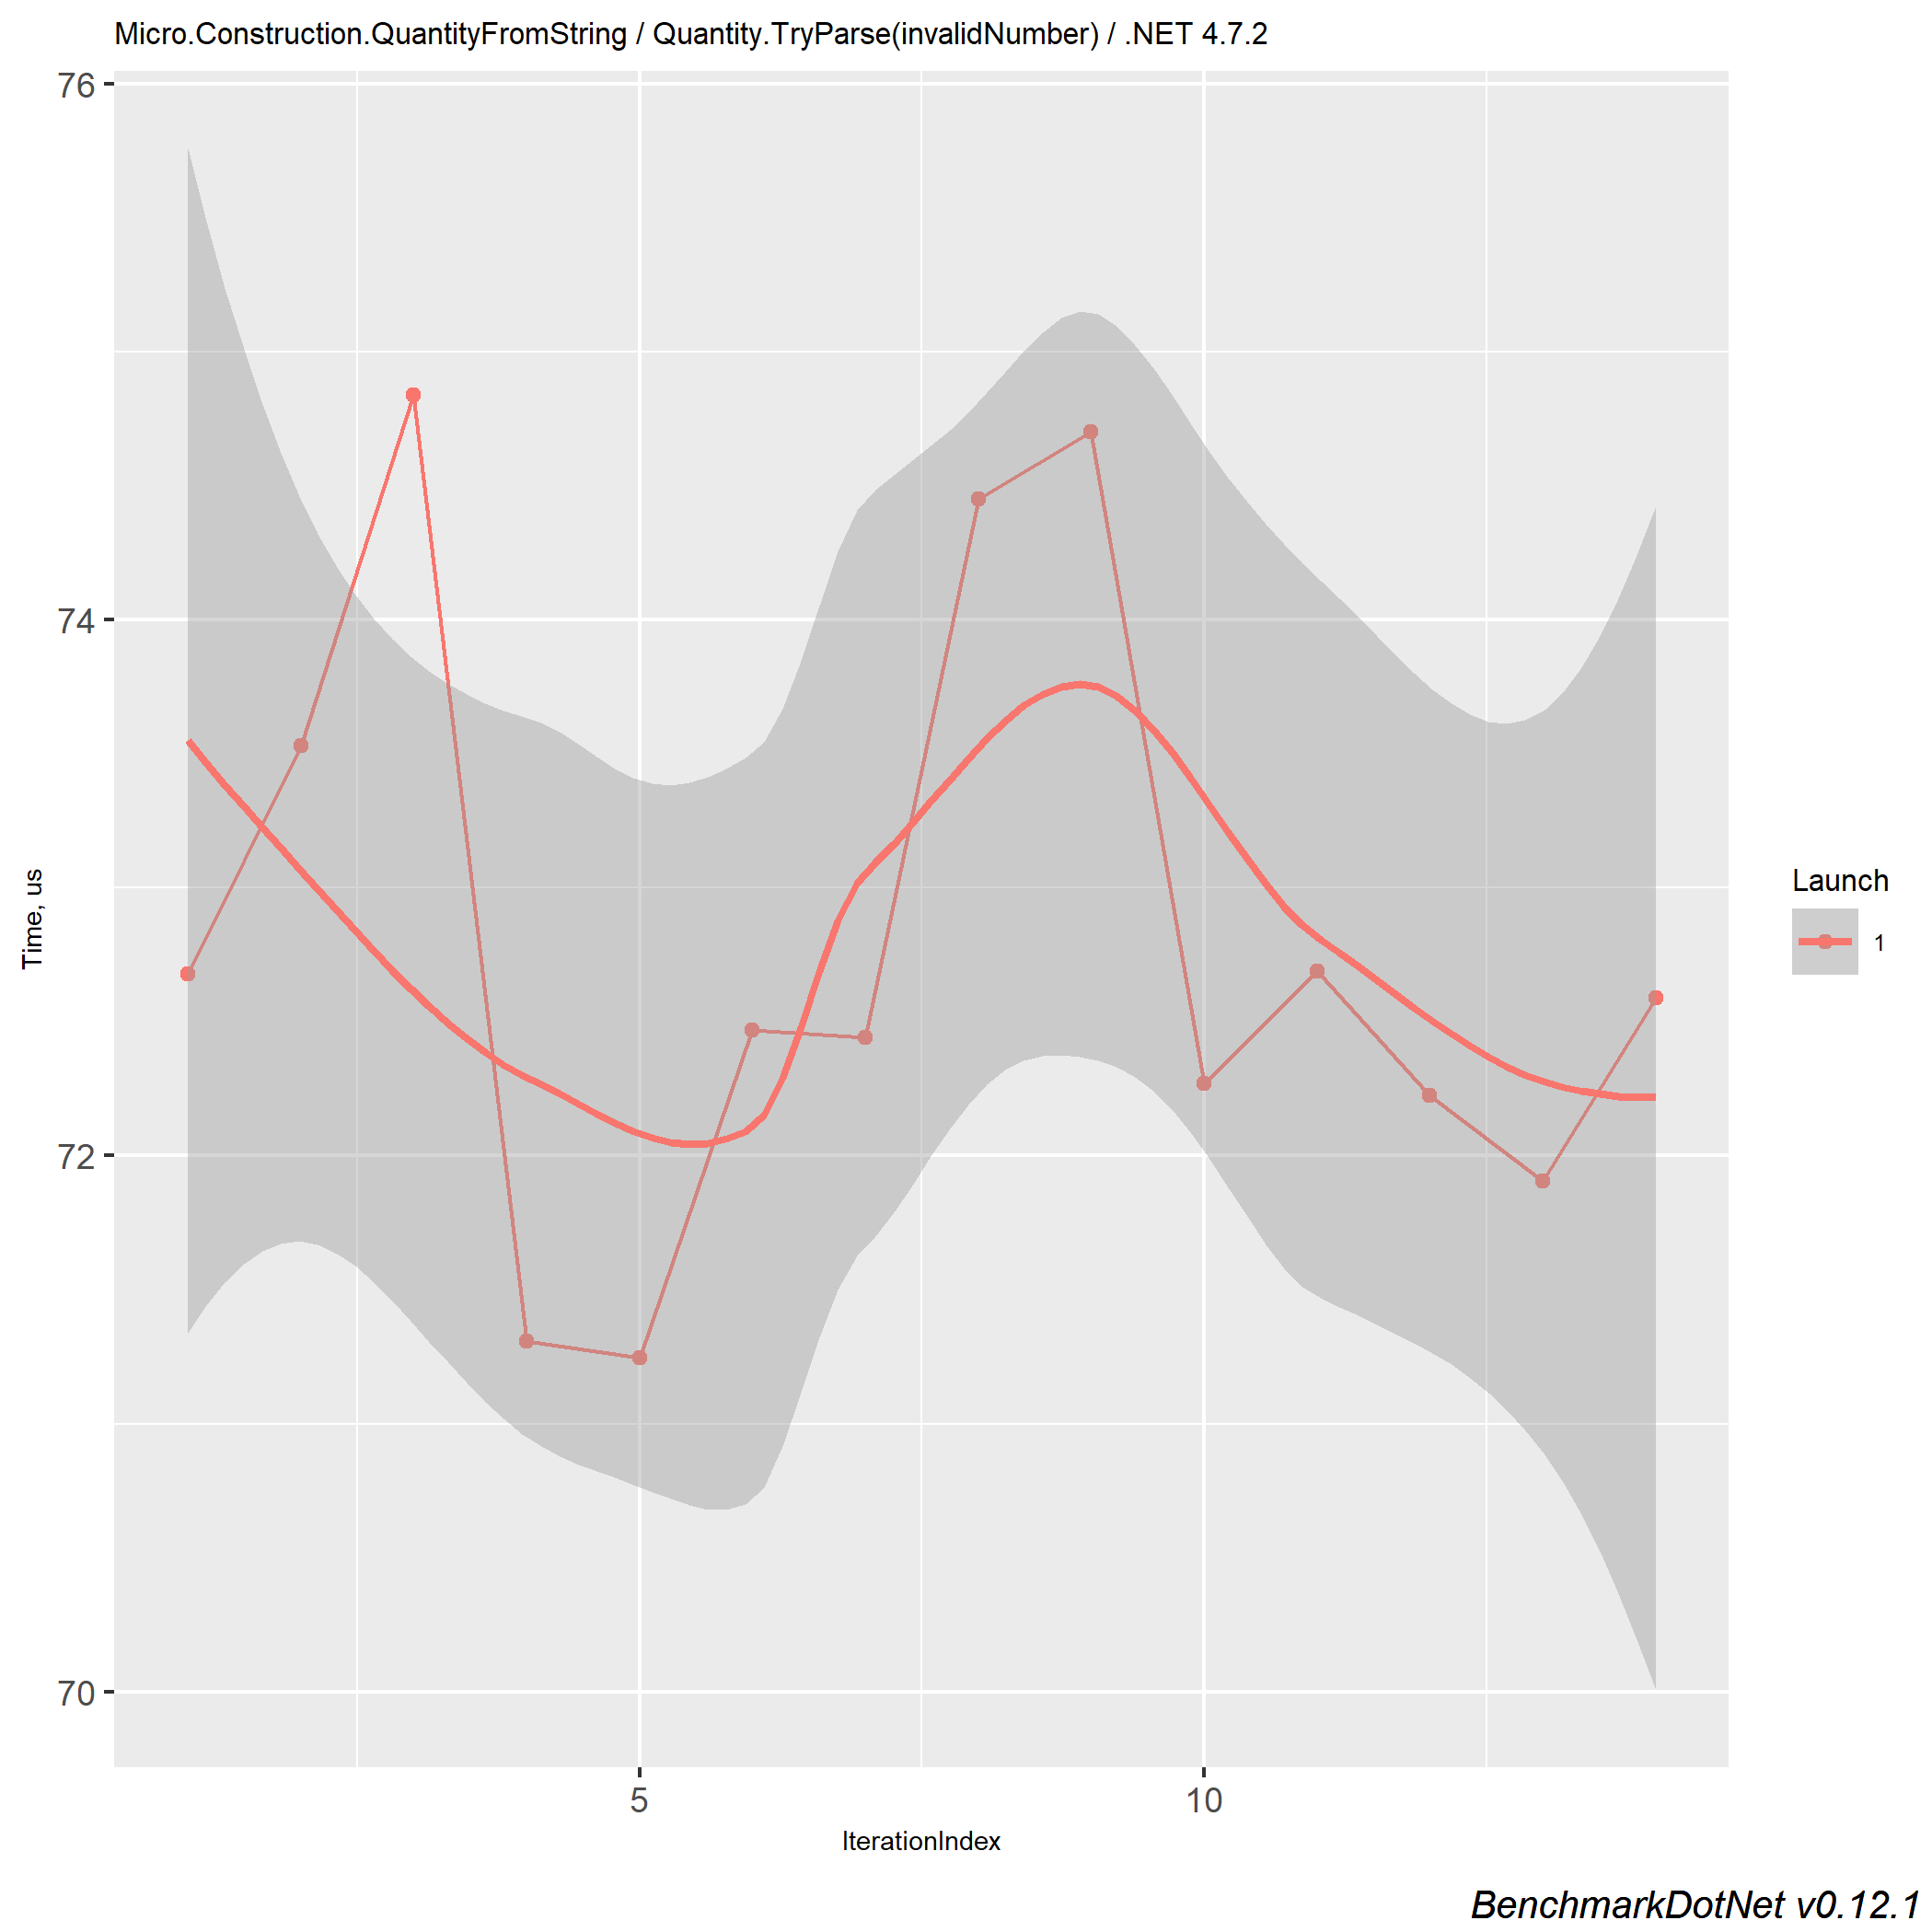 Micro.Construction.QuantityFromString / Quantity.TryParse(invalidNumber) / .NET 4.7.2
76
74
72
70
Time, us
5
10
IterationIndex
Launch
1
BenchmarkDotNet v0.12.1